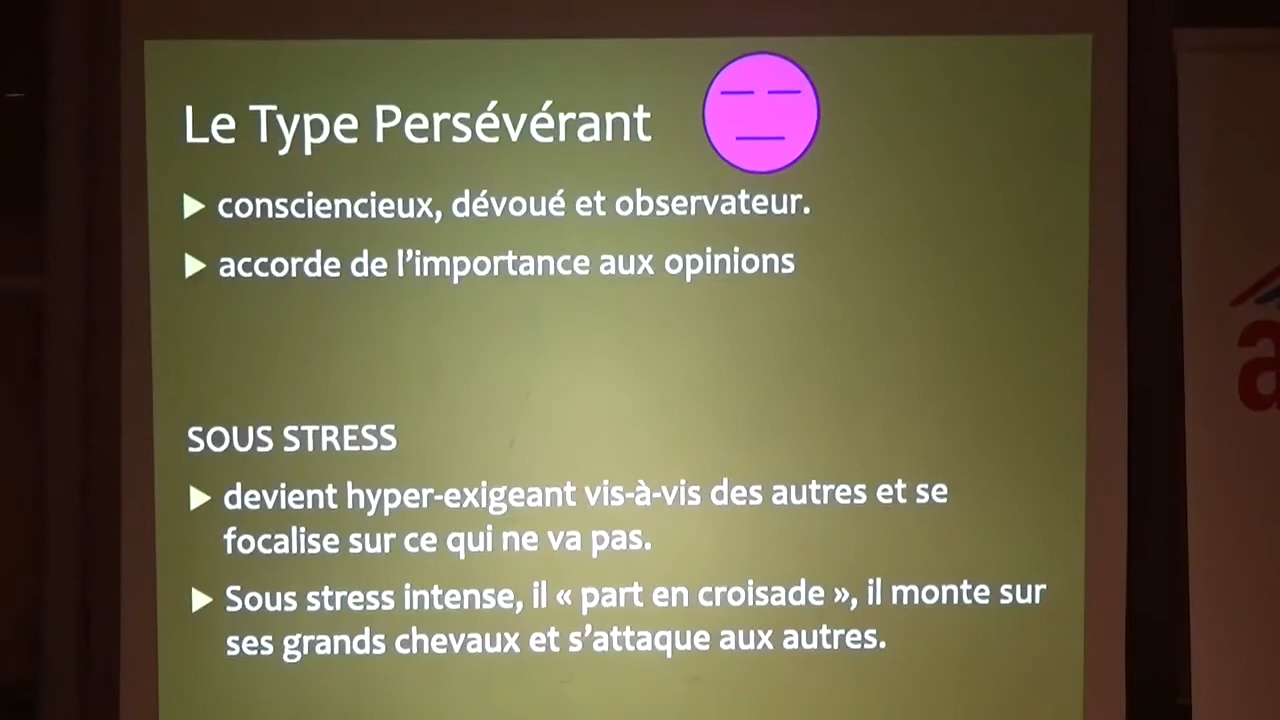 Le Type Persévérant
▶ consciencieux, dévoué et observateur.
▶ accorde de l'importance aux opinions
SOUS STRESS
▶ devient hyper-exigeant vis-à-vis des autres et se
focalise sur ce qui ne va pas.
▶ Sous stress intense, il « part en croisade », il monte sur
ses grands chevaux et s'attaque aux autres.
a